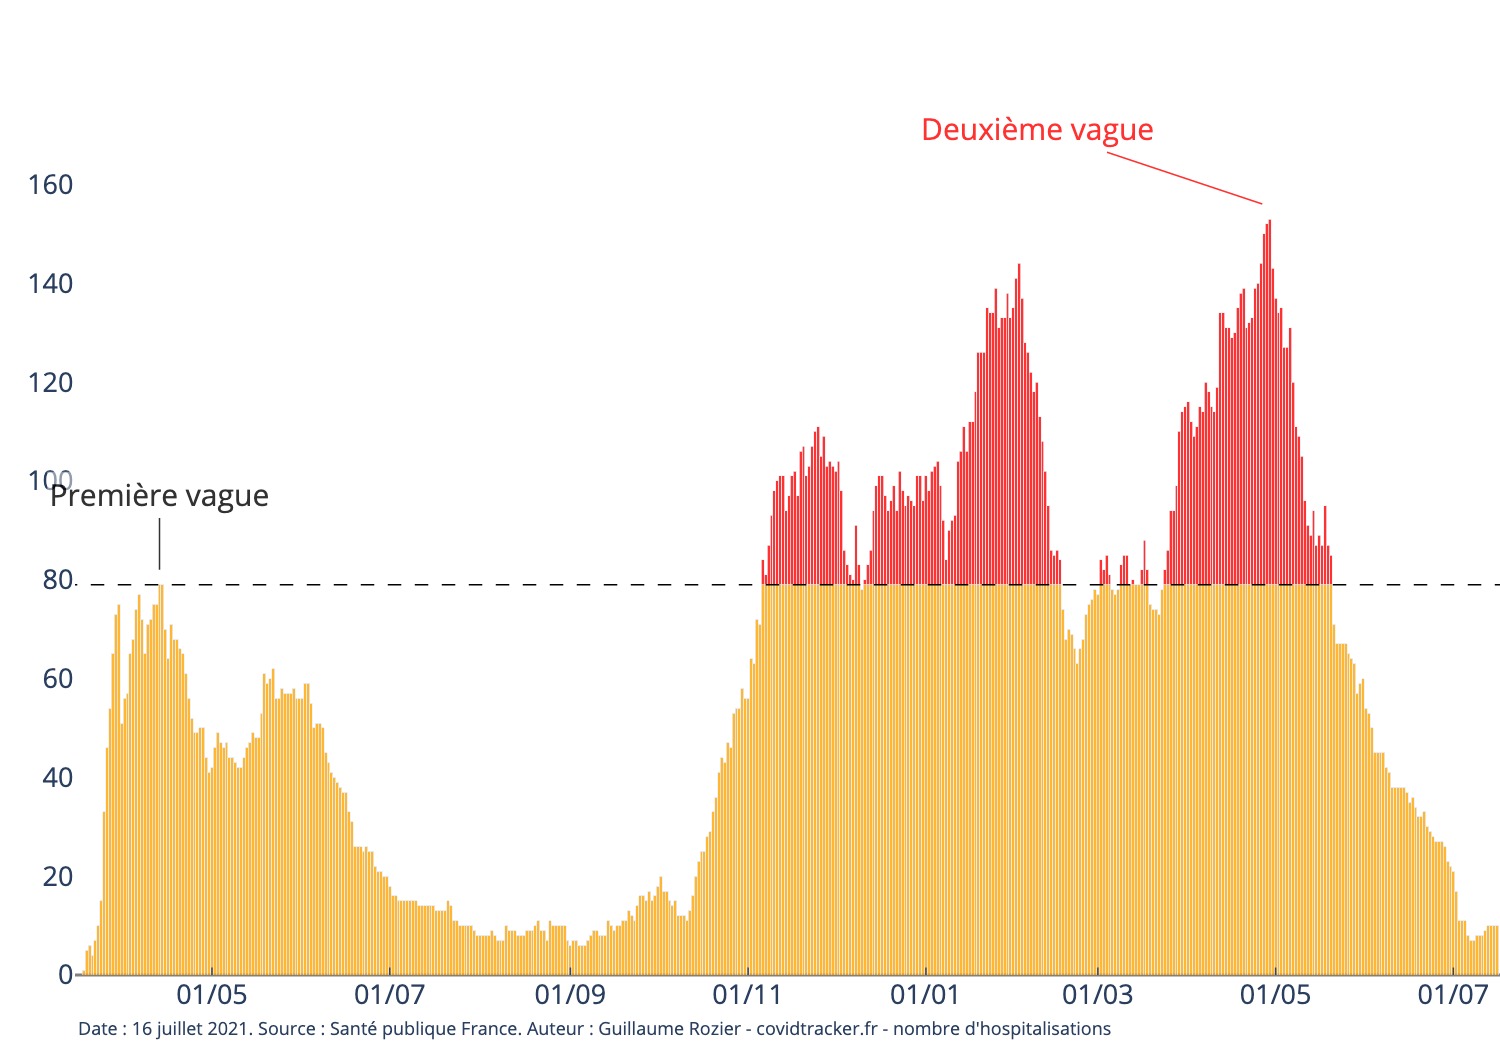 Deuxième vague
160
140
120
100
Première vague
80
60
40
20
0
01/05 01/07 01/09 01/11 01/01 01/03 01/05 01/07
Date : 16 juillet 2021. Source : Santé publique France. Auteur : Guillaume Rozier - covidtracker.fr - nombre d'hospitalisations